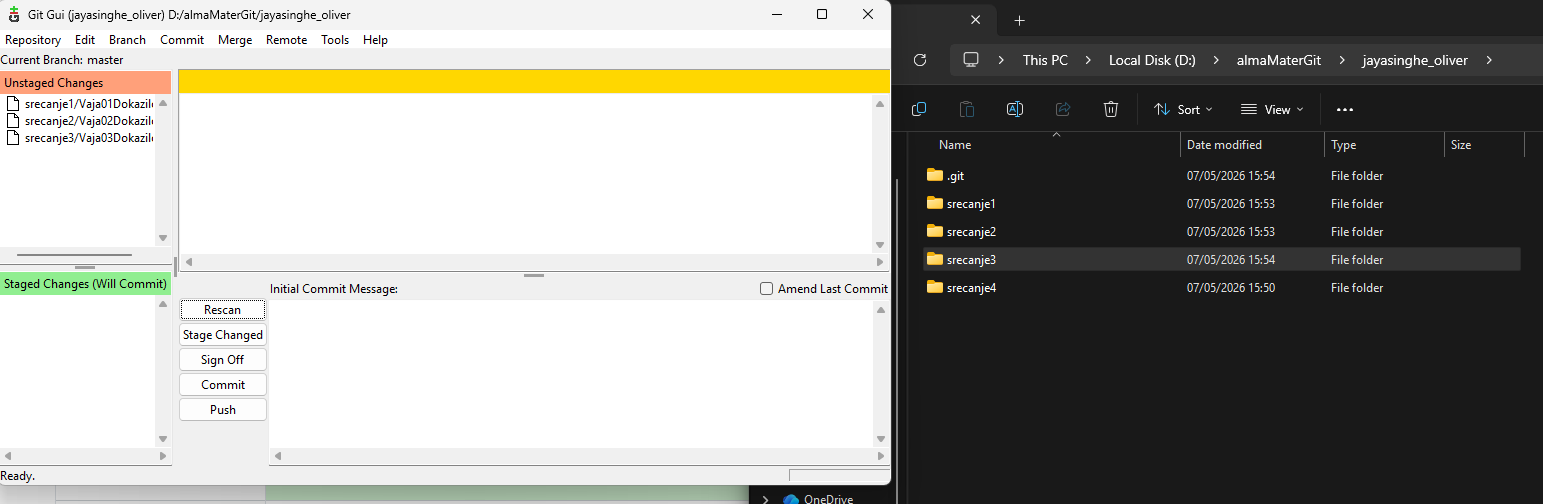 Git Gui (jayasinghe_oliver) D:/almaMaterGit/jayasinghe_oliver
Repository Edit Branch Commit Merge Remote Tools Help
Current Branch: master
Unstaged Changes
srecanje1/Vaja01Dokazil
srecanje2/Vaja02Dokazil
srecanje3/Vaja03Dokazil
Staged Changes (Will Commit)
Initial Commit Message:
Amend Last Commit
Rescan
Stage Changed
Sign Off
Commit
Push
Ready.
This PC > Local Disk (D:) > almaMaterGit > jayasinghe_oliver >
Sort View
Name Date modified Type Size
.git 07/05/2026 15:54 File folder
srecanje1 07/05/2026 15:53 File folder
srecanje2 07/05/2026 15:53 File folder
srecanje3 07/05/2026 15:54 File folder
srecanje4 07/05/2026 15:50 File folder
OneDrive